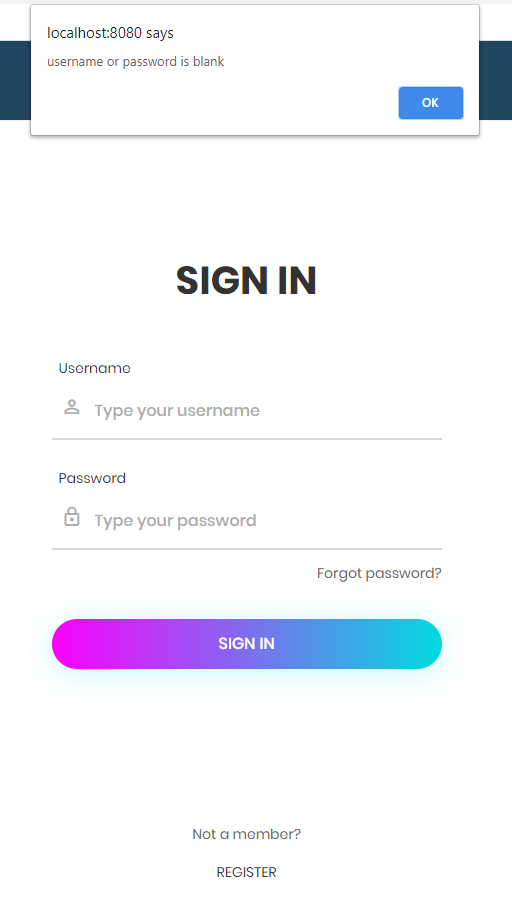 localhost:8080 says
username or password is blank
OK
SIGN IN
Username
Type your username
Password
Type your password
Forgot password?
SIGN IN
Not a member?
REGISTER